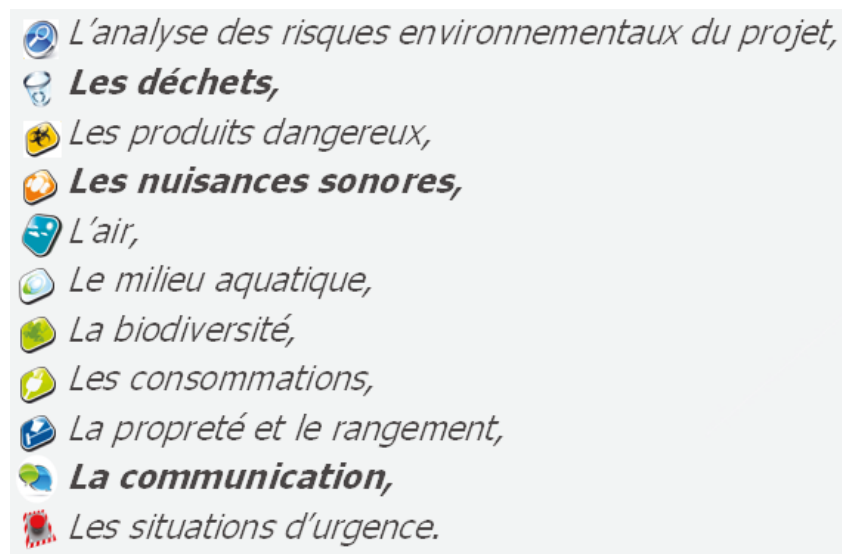 L'analyse des risques environnementaux du projet,
Les déchets,
Les produits dangereux,
Les nuisances sonores,
L'air,
Le milieu aquatique,
La biodiversité,
Les consommations,
La propreté et le rangement,
La communication,
Les situations d'urgence.